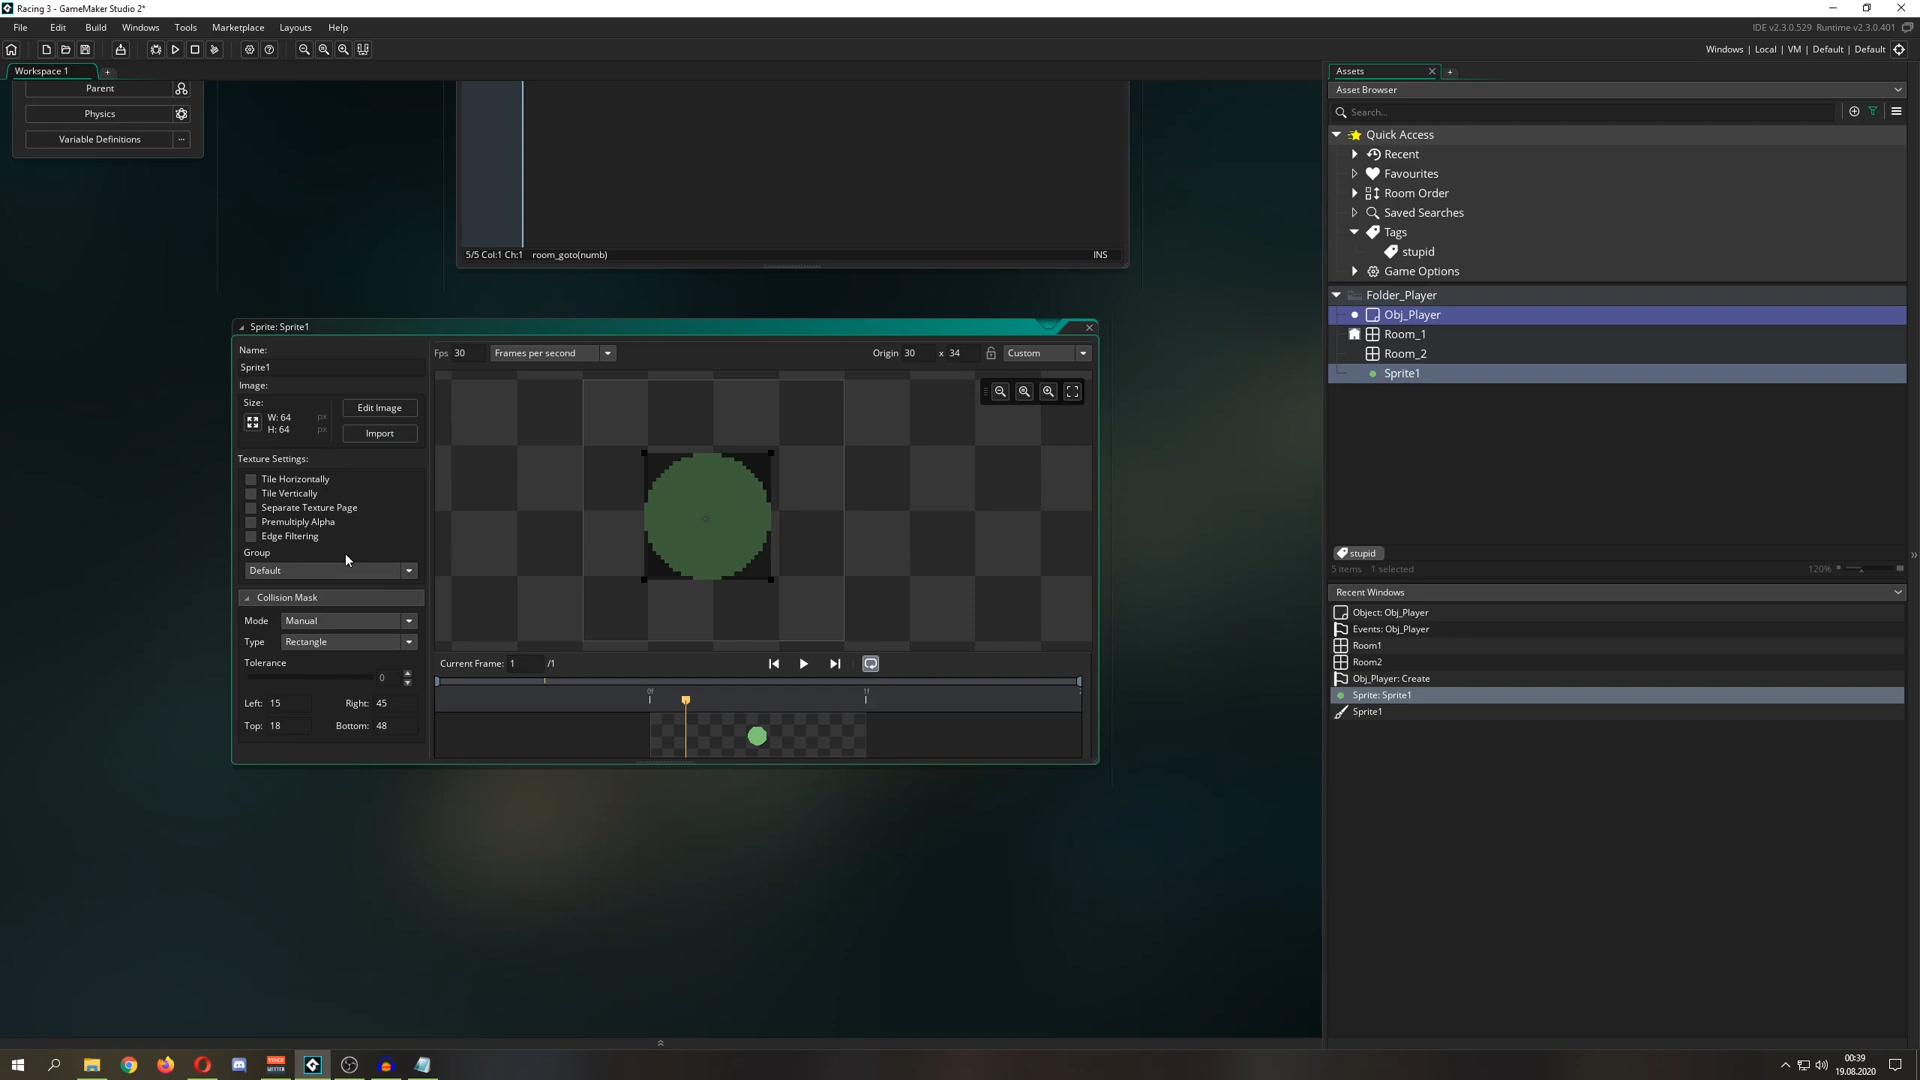 Racing 3 - GameMaker Studio 2*
File Edit Build Windows Tools Marketplace Layouts Help
IDE v2.3.0.529 Runtime v2.3.0.401
Windows | Local | VM | Default | Default
Workspace 1
Parent
Physics
Variable Definitions
5/5 Col:1 Ch:1 room_goto(numb) INS
Sprite: Sprite1
Name:
Sprite1
Image:
Size:
W: 64 px
H: 64 px
Edit Image
Import
Texture Settings:
Tile Horizontally
Tile Vertically
Separate Texture Page
Premultiply Alpha
Edge Filtering
Group
Default
Collision Mask
Mode Manual
Type Rectangle
Tolerance
0
Left: 15 Right: 45
Top: 18 Bottom: 48
Fps 30 Frames per second
Origin 30 x 34 Custom
Current Frame: 1 /1
0f 1f
Assets
Asset Browser
Search...
Quick Access
Recent
Favourites
Room Order
Saved Searches
Tags
stupid
Game Options
Folder_Player
Obj_Player
Room_1
Room_2
Sprite1
stupid
5 items 1 selected 120%
Recent Windows
Object: Obj_Player
Events: Obj_Player
Room1
Room2
Obj_Player: Create
Sprite: Sprite1
Sprite1
VOICE
MEETER
00:39
19.08.2020